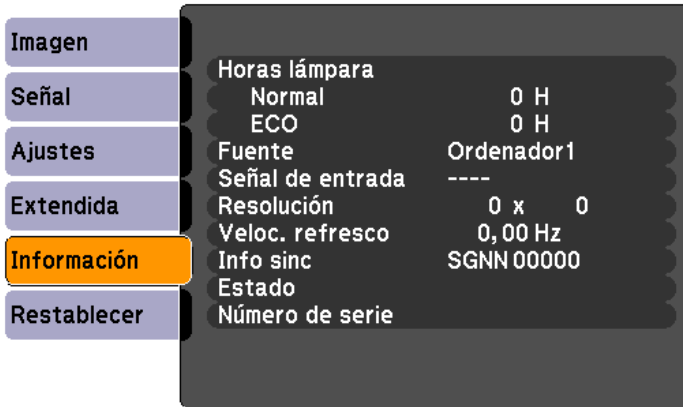 Imagen
Señal
Ajustes
Extendida
Información
Restablecer
Horas lámpara
Normal 0 H
ECO 0 H
Fuente Ordenador1
Señal de entrada ----
Resolución 0 x 0
Veloc. refresco 0,00 Hz
Info sinc SGNN 00000
Estado
Número de serie